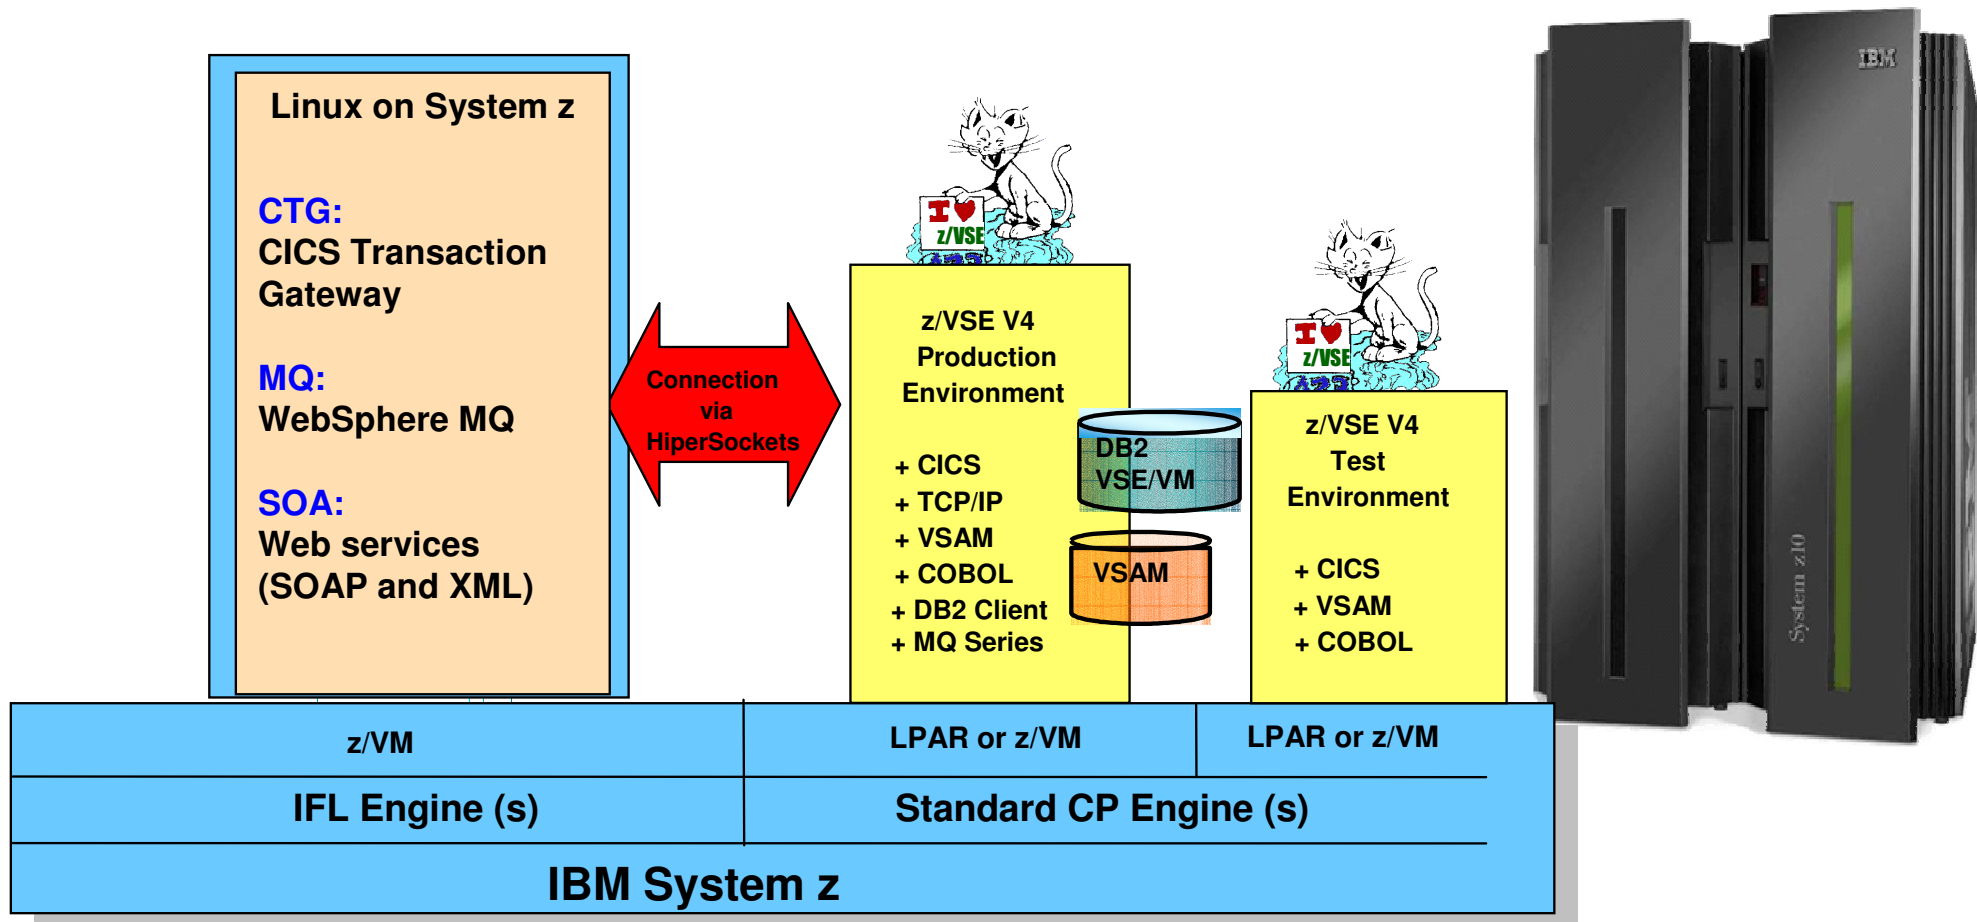 Linux on System z
CTG:
CICS Transaction
Gateway
MQ:
WebSphere MQ
SOA:
Web services
(SOAP and XML)
Connection
via
HiperSockets
I
z/VSE
z/VSE V4
Production
Environment
+ CICS
+ TCP/IP
+ VSAM
+ COBOL
+ DB2 Client
+ MQ Series
DB2
VSE/VM
VSAM
I
z/VSE
z/VSE V4
Test
Environment
+ CICS
+ VSAM
+ COBOL
IBM
System z10
z/VM
LPAR or z/VM
LPAR or z/VM
IFL Engine (s)
Standard CP Engine (s)
IBM System z